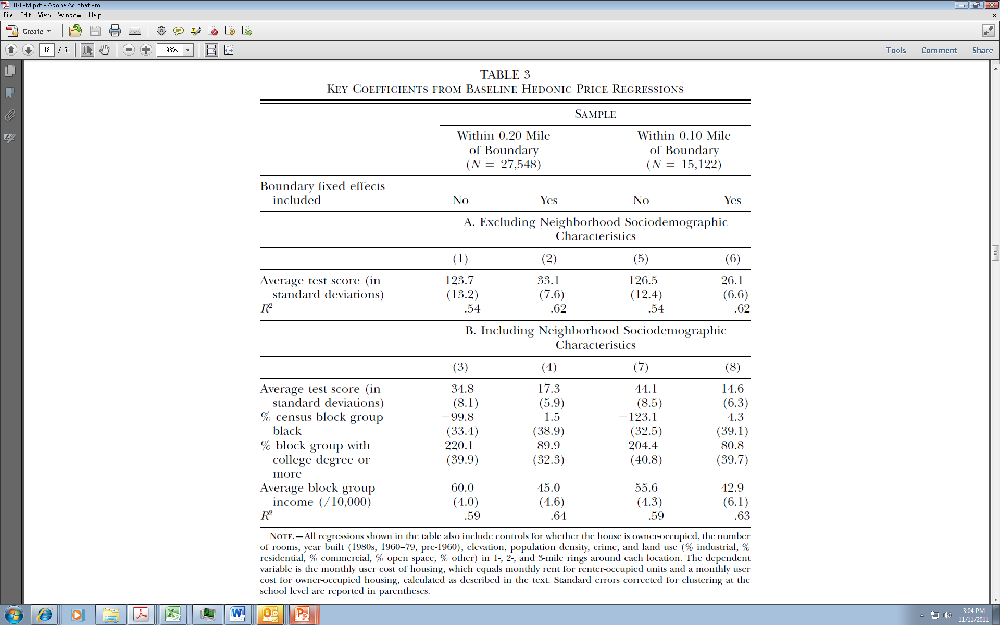 B-F-M.pdf - Adobe Acrobat Pro
File Edit View Window Help
Create
18 / 51 198% Tools Comment Share
TABLE 3
KEY COEFFICIENTS FROM BASELINE HEDONIC PRICE REGRESSIONS
SAMPLE
Within 0.20 Mile Within 0.10 Mile
of Boundary of Boundary
(N = 27,548) (N = 15,122)
Boundary fixed effects
included No Yes No Yes
A. Excluding Neighborhood Sociodemographic
Characteristics
(1) (2) (5) (6)
Average test score (in 123.7 33.1 126.5 26.1
standard deviations) (13.2) (7.6) (12.4) (6.6)
R² .54 .62 .54 .62
B. Including Neighborhood Sociodemographic
Characteristics
(3) (4) (7) (8)
Average test score (in 34.8 17.3 44.1 14.6
standard deviations) (8.1) (5.9) (8.5) (6.3)
% census block group −99.8 1.5 −123.1 4.3
black (33.4) (38.9) (32.5) (39.1)
% block group with 220.1 89.9 204.4 80.8
college degree or (39.9) (32.3) (40.8) (39.7)
more
Average block group 60.0 45.0 55.6 42.9
income (/10,000) (4.0) (4.6) (4.3) (6.1)
R² .59 .64 .59 .63
NOTE.—All regressions shown in the table also include controls for whether the house is owner-occupied, the number
of rooms, year built (1980s, 1960–79, pre-1960), elevation, population density, crime, and land use (% industrial, %
residential, % commercial, % open space, % other) in 1-, 2-, and 3-mile rings around each location. The dependent
variable is the monthly user cost of housing, which equals monthly rent for renter-occupied units and a monthly user
cost for owner-occupied housing, calculated as described in the text. Standard errors corrected for clustering at the
school level are reported in parentheses.
3:04 PM
11/11/2011